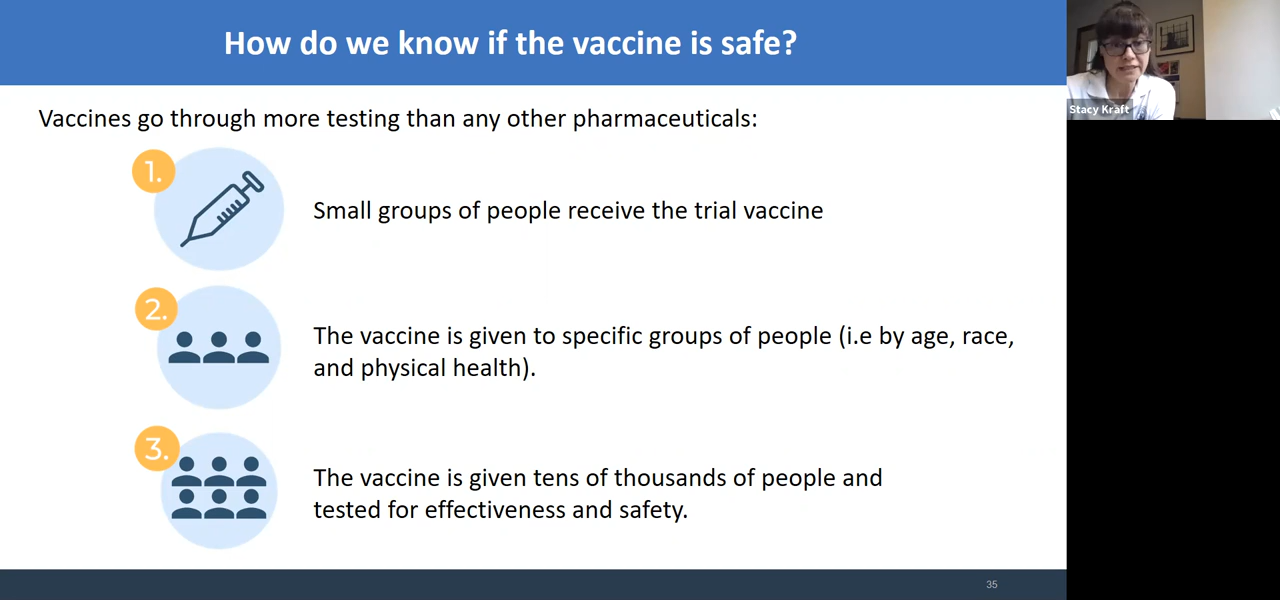 How do we know if the vaccine is safe?
Stacy Kraft
Vaccines go through more testing than any other pharmaceuticals:
1.
Small groups of people receive the trial vaccine
2.
The vaccine is given to specific groups of people (i.e by age, race,
and physical health).
3.
The vaccine is given tens of thousands of people and
tested for effectiveness and safety.
35